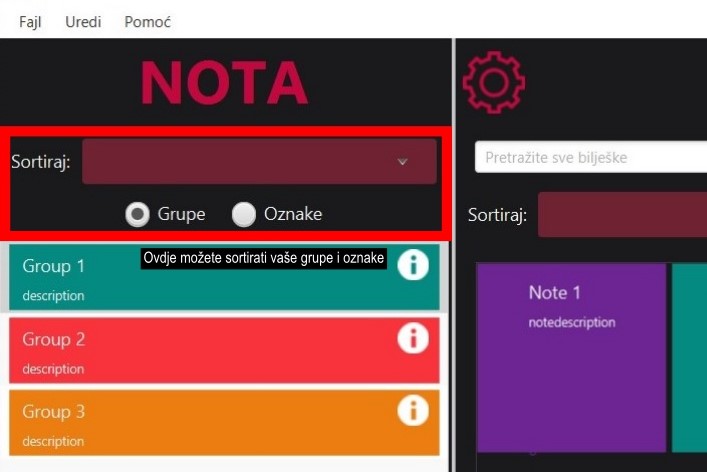 Fajl Uredi Pomoć
NOTA
Sortiraj:
Grupe Oznake
Ovdje možete sortirati vaše grupe i oznake
Group 1
description
Group 2
description
Group 3
description
Pretražite sve bilješke
Sortiraj:
Note 1
notedescription